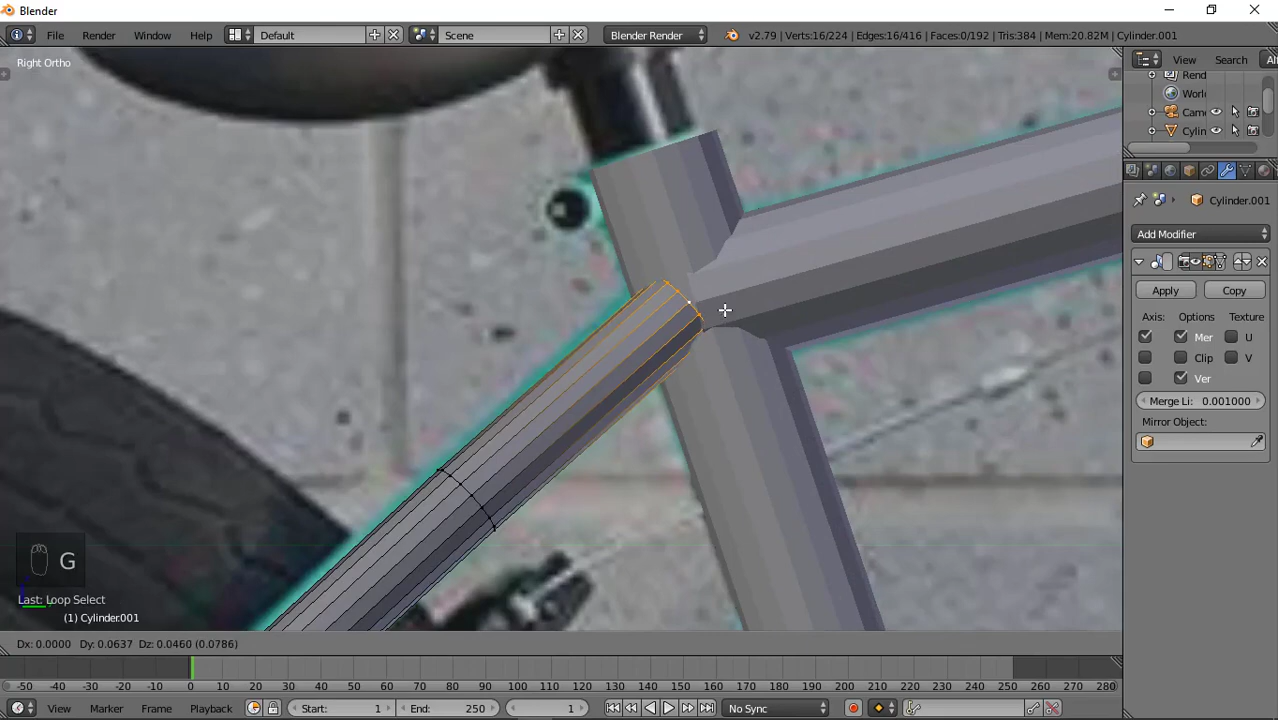 Blender
File Render Window Help Default Scene Blender Render v2.79 | Verts:16/224 | Edges:16/416 | Faces:0/192 | Tris:384 | Mem:20.82M | Cylinder.001
Right Ortho
View Search Al
Rend
Worl
Came
Cylin
Cylinder.001
Add Modifier
Apply Copy
Axis: Options Texture
Mer U
Clip V
Ver
Merge Li: 0.001000
Mirror Object:
G
Last: Loop Select
(1) Cylinder.001
Dx: 0.0000 Dy: 0.0637 Dz: 0.0460 (0.0786)
-50 -40 -30 -20 -10 0 10 20 30 40 50 60 70 80 90 100 110 120 130 140 150 160 170 180 190 200 210 220 230 240 250 260 270 280
View Marker Frame Playback Start: 1 End: 250 1 No Sync